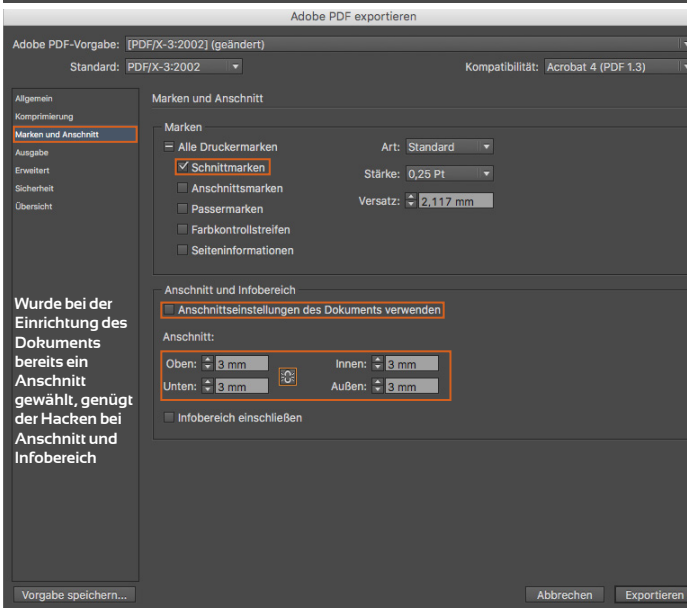 Adobe PDF exportieren
Adobe PDF-Vorgabe: [PDF/X-3:2002] (geändert)
Standard: PDF/X-3:2002 Kompatibilität: Acrobat 4 (PDF 1.3)
Allgemein
Komprimierung
Marken und Anschnitt
Ausgabe
Erweitert
Sicherheit
Übersicht
Wurde bei der
Einrichtung des
Dokuments
bereits ein
Anschnitt
gewählt, genügt
der Hacken bei
Anschnitt und
Infobereich
Marken und Anschnitt
Marken
Alle Druckermarken Art: Standard
Schnittmarken Stärke: 0,25 Pt
Anschnittsmarken Versatz: 2,117 mm
Passermarken
Farbkontrollstreifen
Seiteninformationen
Anschnitt und Infobereich
Anschnittseinstellungen des Dokuments verwenden
Anschnitt:
Oben: 3 mm Innen: 3 mm
Unten: 3 mm Außen: 3 mm
Infobereich einschließen
Vorgabe speichern... Abbrechen Exportieren